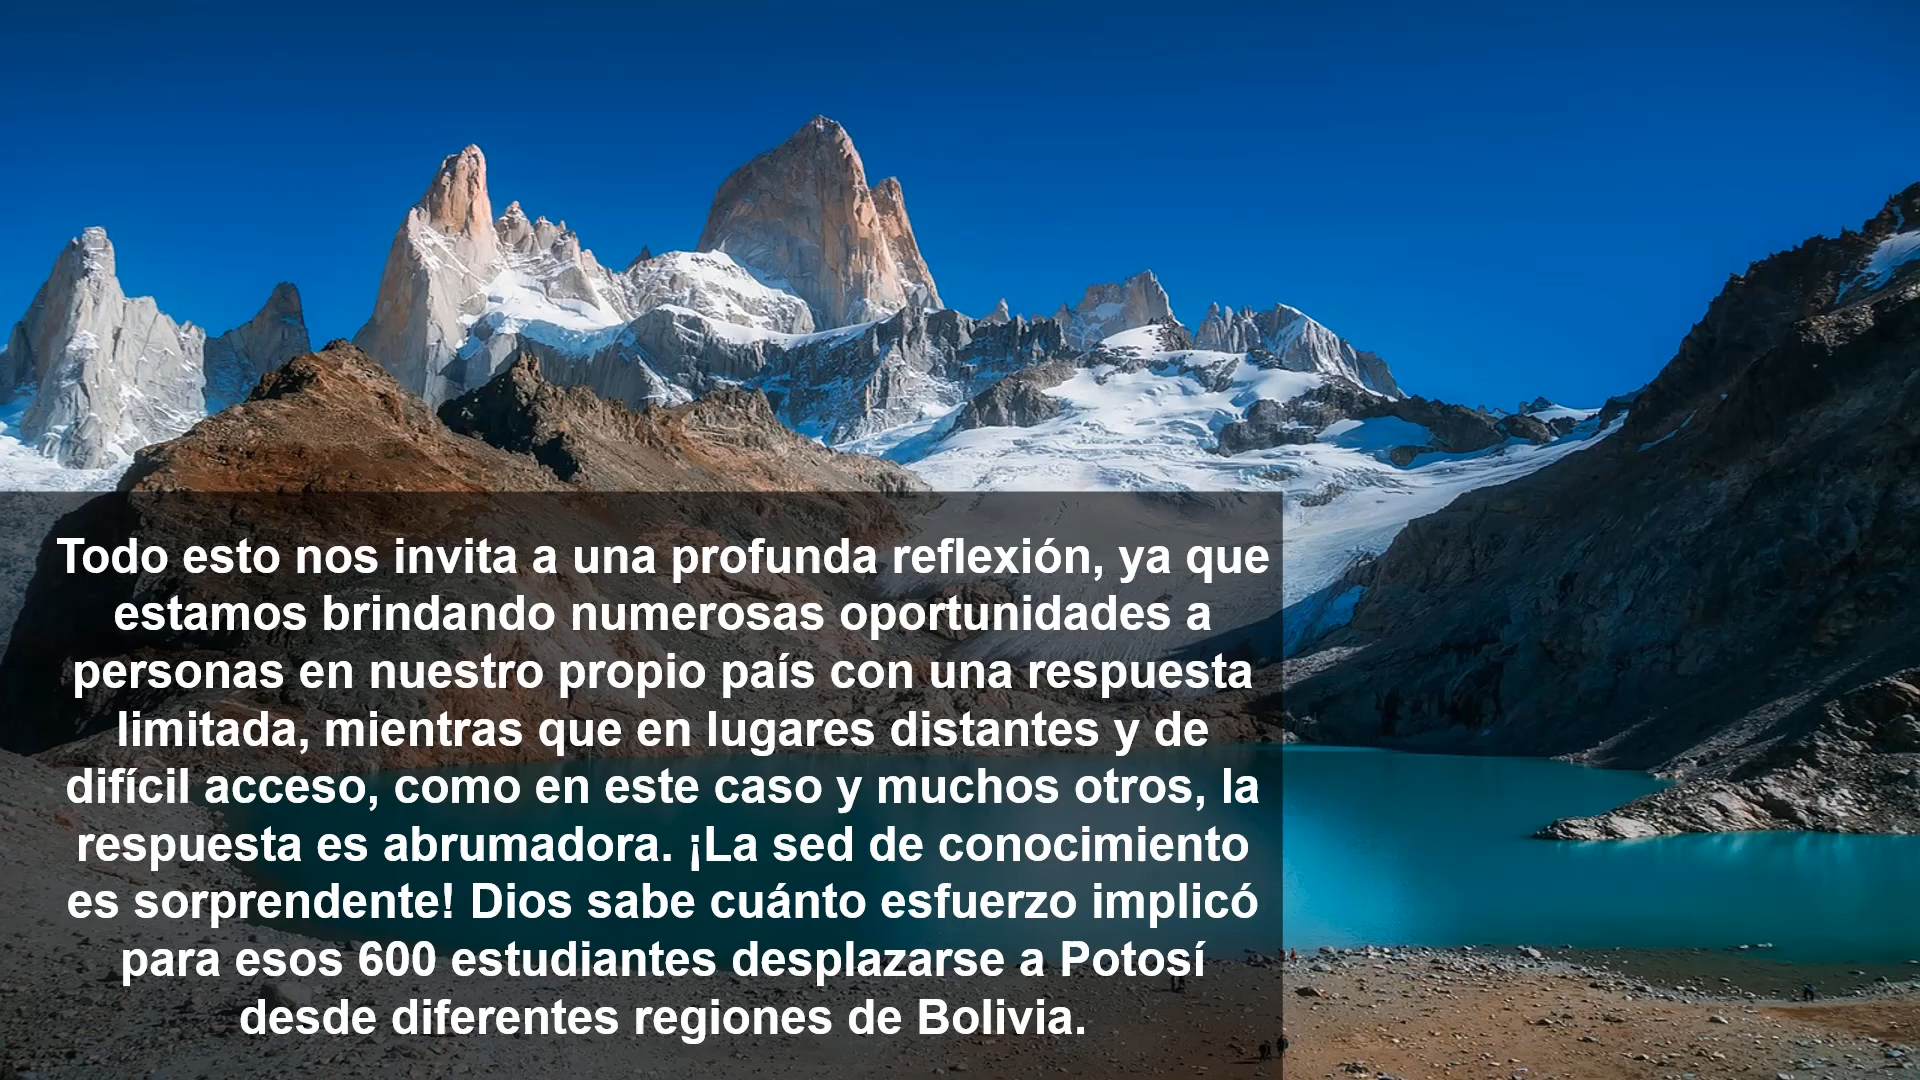 Todo esto nos invita a una profunda reflexión, ya que
estamos brindando numerosas oportunidades a
personas en nuestro propio país con una respuesta
limitada, mientras que en lugares distantes y de
difícil acceso, como en este caso y muchos otros, la
respuesta es abrumadora. ¡La sed de conocimiento
es sorprendente! Dios sabe cuánto esfuerzo implicó
para esos 600 estudiantes desplazarse a Potosí
desde diferentes regiones de Bolivia.